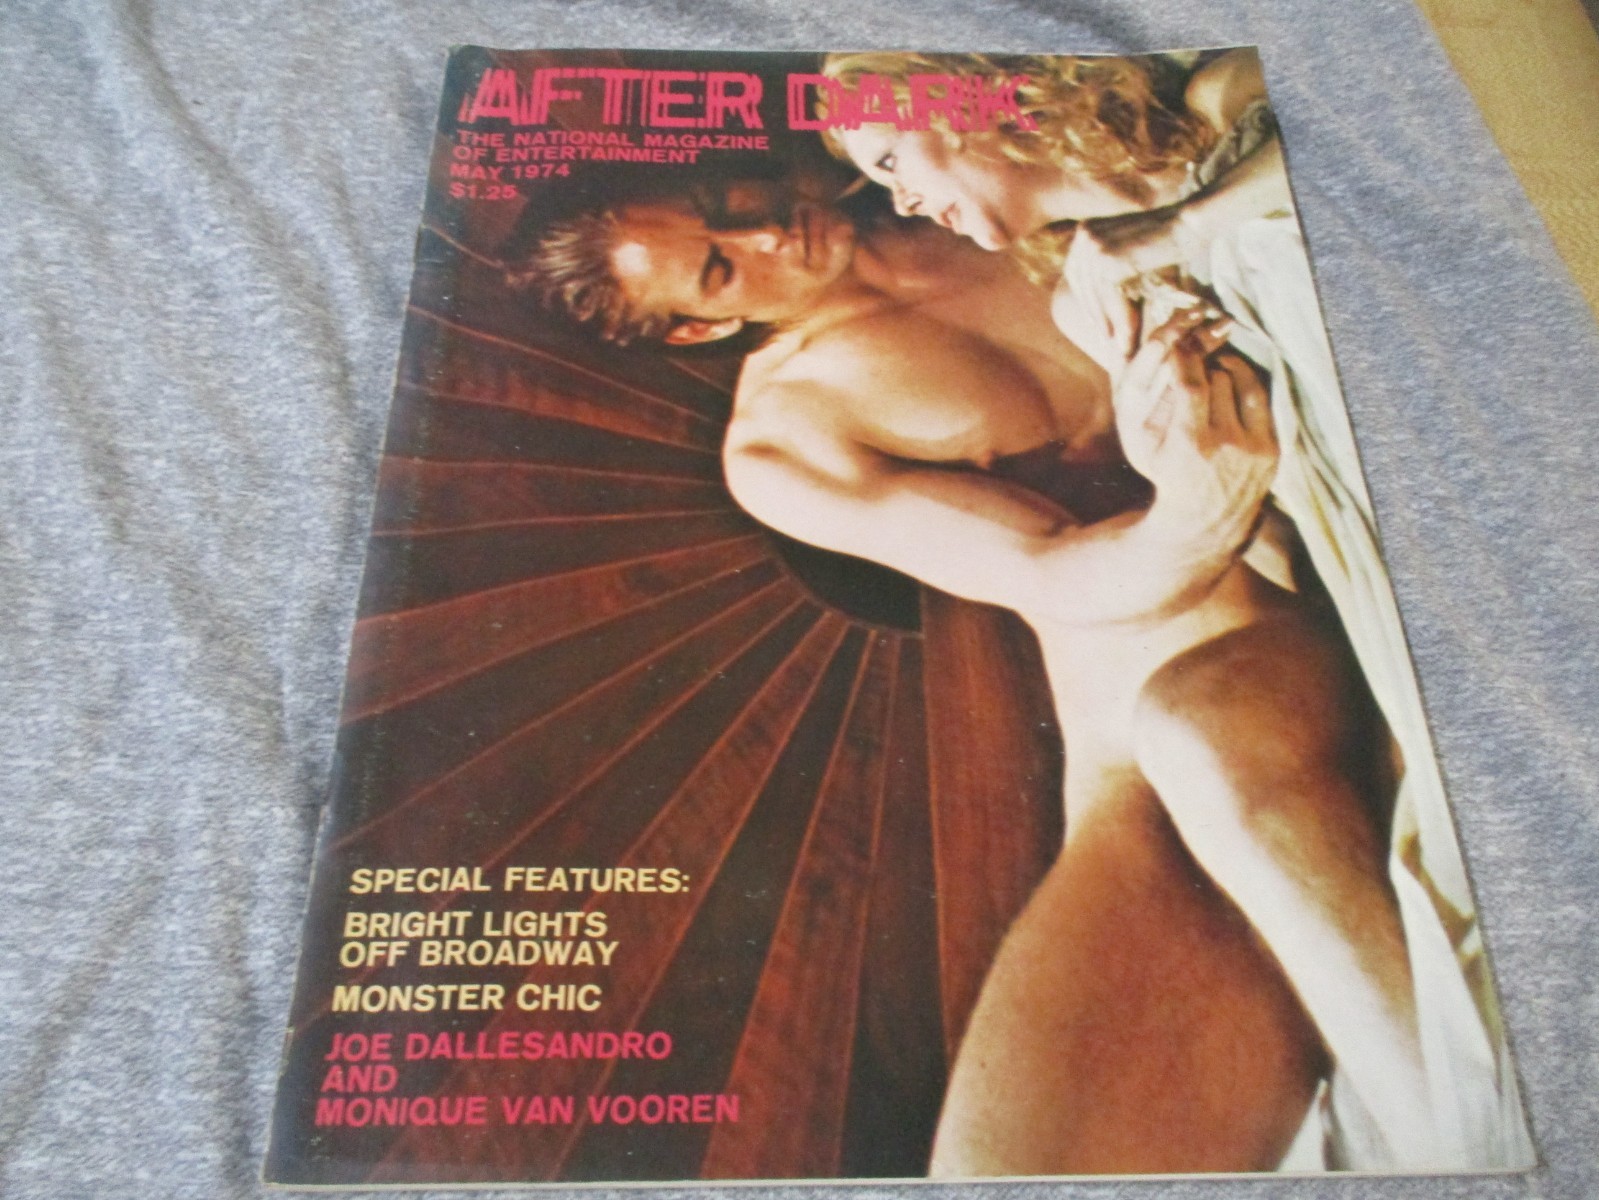 AFTER DARK
THE NATIONAL MAGAZINE
OF ENTERTAINMENT
MAY 1974
$1.25
SPECIAL FEATURES:
BRIGHT LIGHTS
OFF BROADWAY
MONSTER CHIC
JOE DALLESANDRO
AND
MONIQUE VAN VOOREN